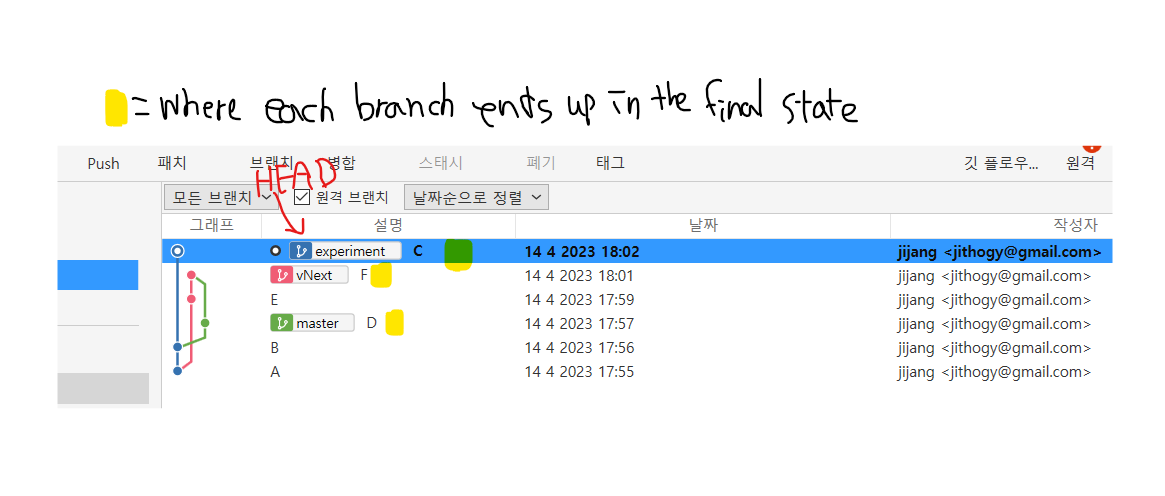 = where each branch ends up in the final state
Push 패치 브랜치 병합 스태시 폐기 태그 깃 플로우... 원격
HEAD
모든 브랜치 원격 브랜치 날짜순으로 정렬
그래프 설명 날짜 작성자
experiment C 14 4 2023 18:02 jijang <jithogy@gmail.com>
vNext F 14 4 2023 18:01 jijang <jithogy@gmail.com>
E 14 4 2023 17:59 jijang <jithogy@gmail.com>
master D 14 4 2023 17:57 jijang <jithogy@gmail.com>
B 14 4 2023 17:56 jijang <jithogy@gmail.com>
A 14 4 2023 17:55 jijang <jithogy@gmail.com>